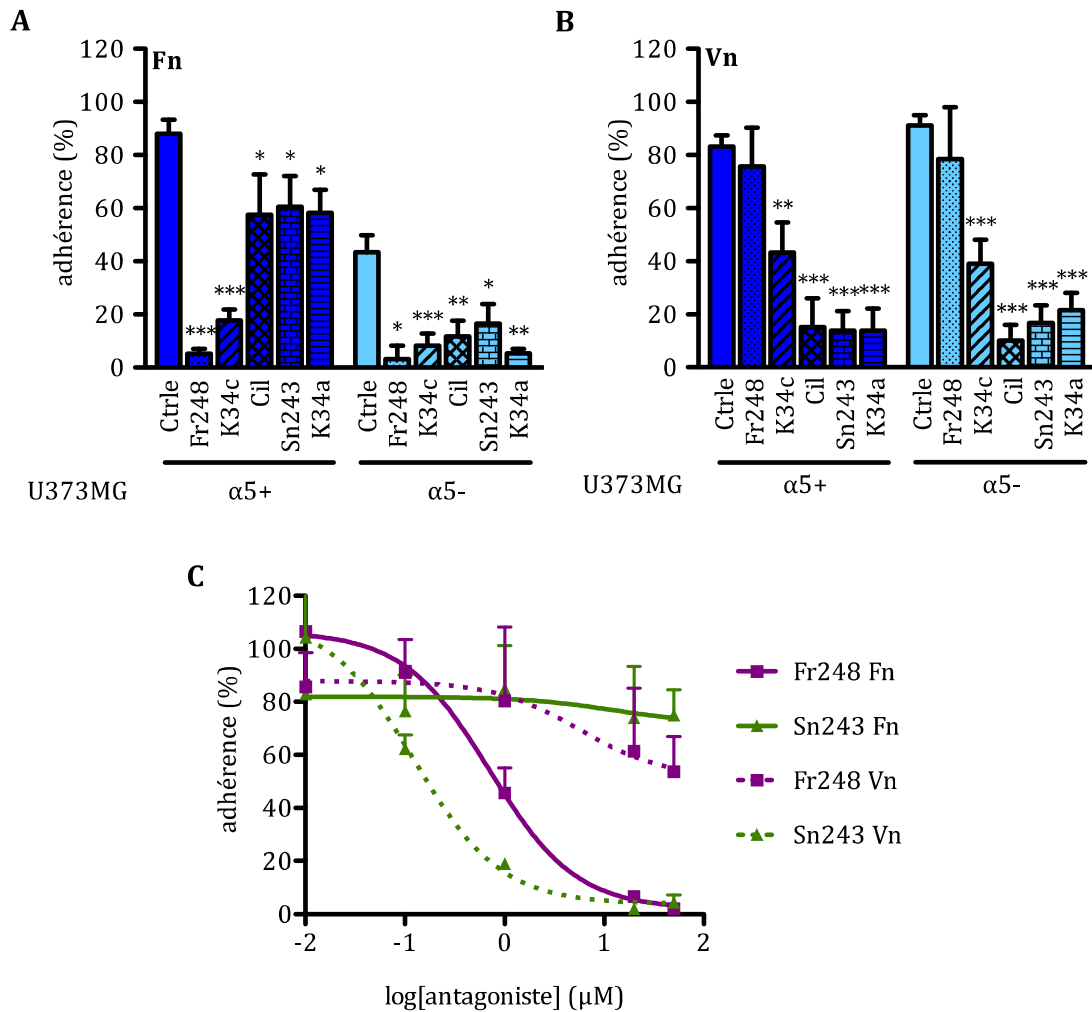 A
120
100
80
60
40
20
0
adhérence (%)
Fn
*** *** * * * * *** ** * **
Ctrle Fr248 K34c Cil Sn243 K34a Ctrle Fr248 K34c Cil Sn243 K34a
U373MG α5+ α5-
B
120
100
80
60
40
20
0
adhérence (%)
Vn
** *** *** *** *** *** *** ***
Ctrle Fr248 K34c Cil Sn243 K34a Ctrle Fr248 K34c Cil Sn243 K34a
U373MG α5+ α5-
C
120
100
80
60
40
20
0
adhérence (%)
-2 -1 0 1 2
log[antagoniste] (µM)
Fr248 Fn
Sn243 Fn
Fr248 Vn
Sn243 Vn